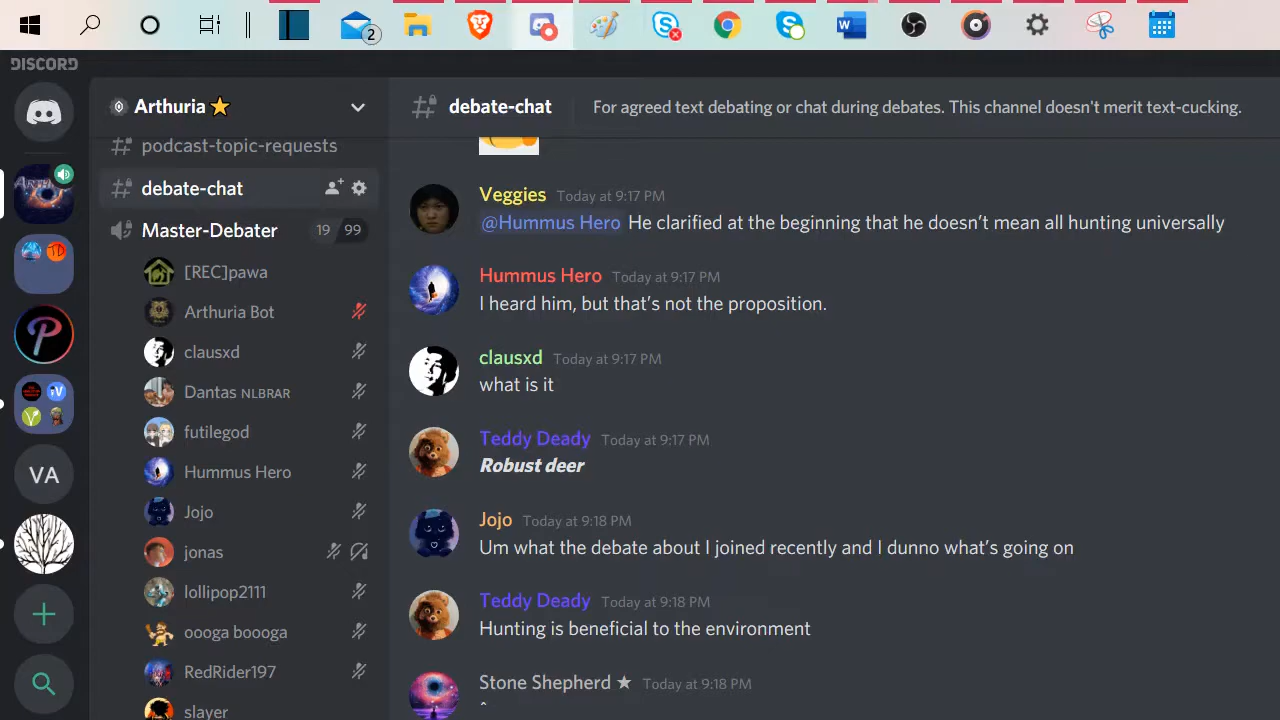 2
DISCORD
Arthuria
podcast-topic-requests
debate-chat
Master-Debater 19 99
[REC]pawa
Arthuria Bot
clausxd
Dantas NLBRAR
futilegod
Hummus Hero
Jojo
jonas
lollipop2111
oooga boooga
RedRider197
slayer
VA
debate-chat For agreed text debating or chat during debates. This channel doesn't merit text-cucking.
Veggies Today at 9:17 PM
@Hummus Hero He clarified at the beginning that he doesn’t mean all hunting universally
Hummus Hero Today at 9:17 PM
I heard him, but that’s not the proposition.
clausxd Today at 9:17 PM
what is it
Teddy Deady Today at 9:17 PM
Robust deer
Jojo Today at 9:18 PM
Um what the debate about I joined recently and I dunno what’s going on
Teddy Deady Today at 9:18 PM
Hunting is beneficial to the environment
Stone Shepherd ★ Today at 9:18 PM
^